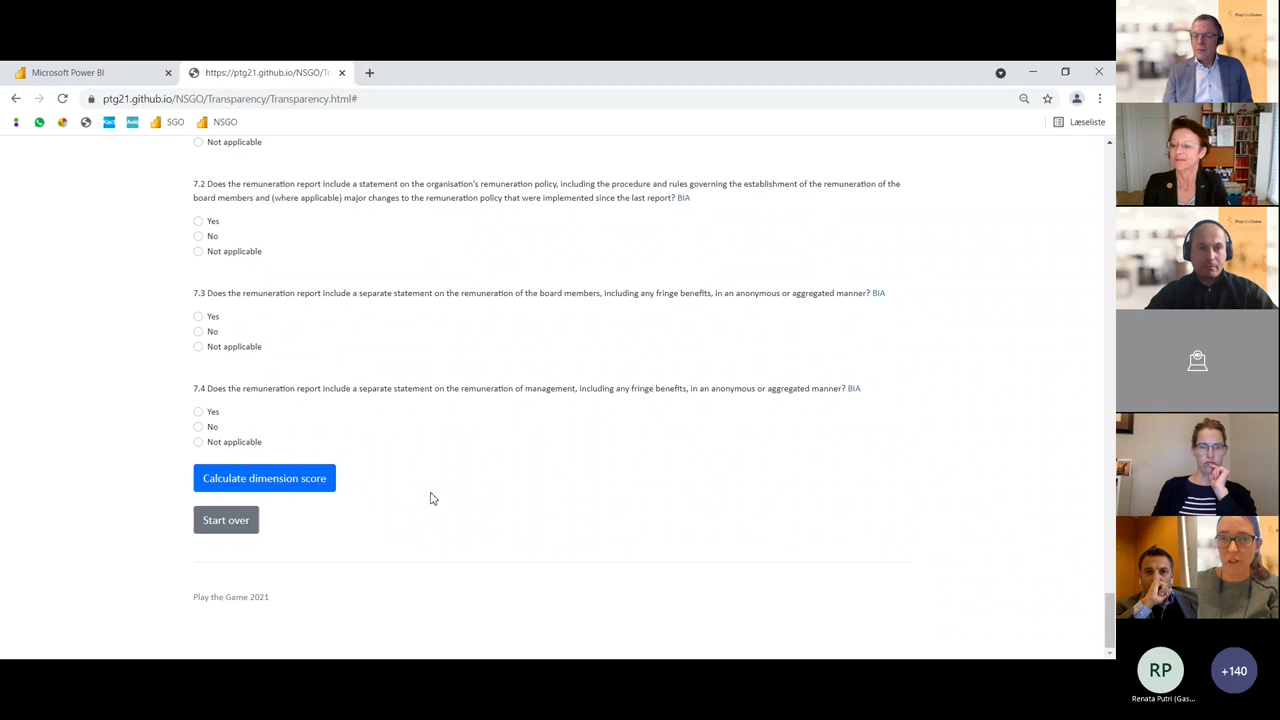 Microsoft Power BI
https://ptg21.github.io/NSGO/Tr
ptg21.github.io/NSGO/Transparency/Transparency.html#
SGO
NSGO
Læseliste
Not applicable
7.2 Does the remuneration report include a statement on the organisation's remuneration policy, including the procedure and rules governing the establishment of the remuneration of the
board members and (where applicable) major changes to the remuneration policy that were implemented since the last report? BIA
Yes
No
Not applicable
7.3 Does the remuneration report include a separate statement on the remuneration of the board members, including any fringe benefits, in an anonymous or aggregated manner? BIA
Yes
No
Not applicable
7.4 Does the remuneration report include a separate statement on the remuneration of management, including any fringe benefits, in an anonymous or aggregated manner? BIA
Yes
No
Not applicable
Calculate dimension score
Start over
Play the Game 2021
PlaytheGame
PlaytheGame
RP
+140
Renata Putri (Gas...